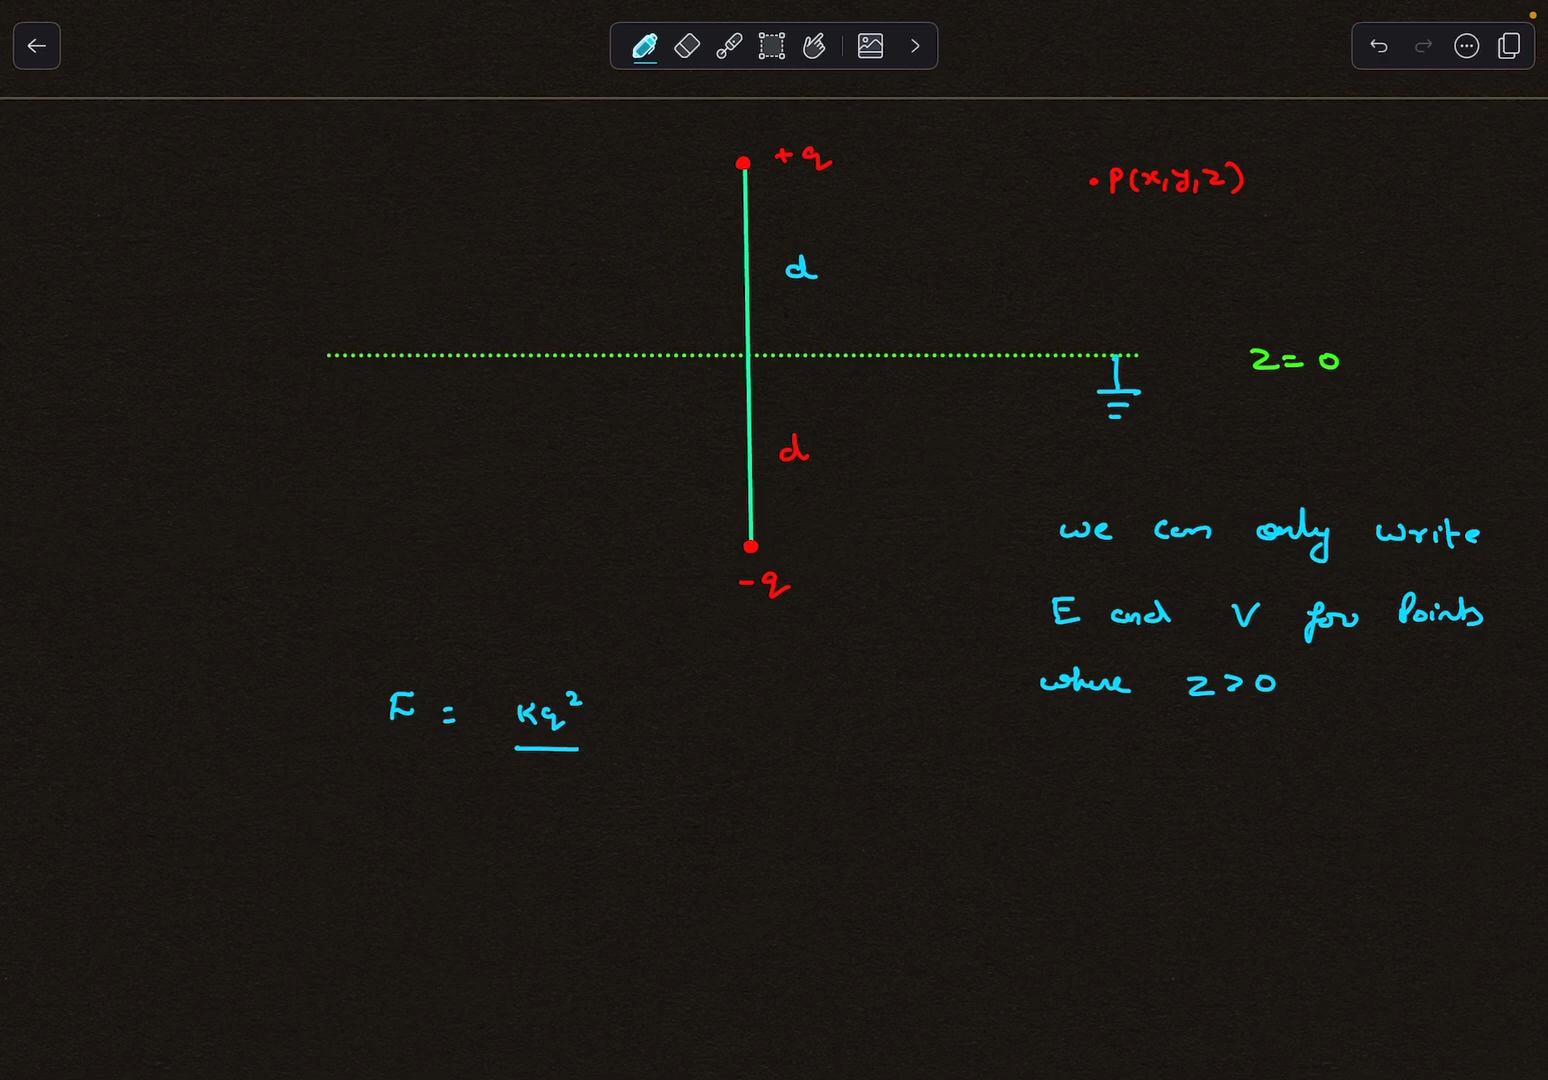 +q
• P(x,y,z)
d
z = 0
d
we can only write
-q
E and V for Points
where z > 0
F = Kq²